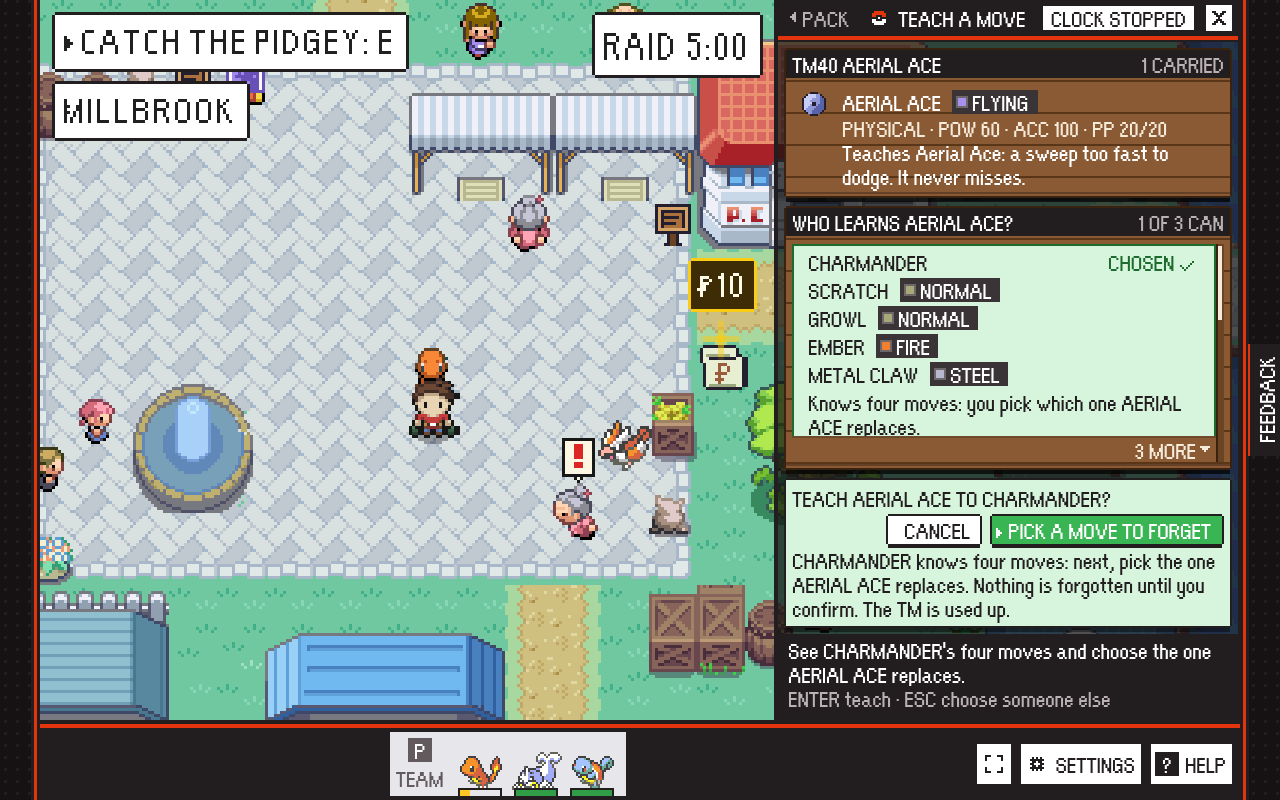 CATCH THE PIDGEY: E
RAID 5:00
MILLBROOK
P.C
₽10
₽
!
PACK
TEACH A MOVE
CLOCK STOPPED
X
TM40 AERIAL ACE
1 CARRIED
AERIAL ACE FLYING
PHYSICAL · POW 60 · ACC 100 · PP 20/20
Teaches Aerial Ace: a sweep too fast to
dodge. It never misses.
WHO LEARNS AERIAL ACE?
1 OF 3 CAN
CHARMANDER
CHOSEN ✓
SCRATCH NORMAL
GROWL NORMAL
EMBER FIRE
METAL CLAW STEEL
Knows four moves: you pick which one AERIAL
ACE replaces.
3 MORE
TEACH AERIAL ACE TO CHARMANDER?
CANCEL
PICK A MOVE TO FORGET
CHARMANDER knows four moves: next, pick the one
AERIAL ACE replaces. Nothing is forgotten until you
confirm. The TM is used up.
See CHARMANDER's four moves and choose the one
AERIAL ACE replaces.
ENTER teach · ESC choose someone else
FEEDBACK
P
TEAM
SETTINGS
? HELP